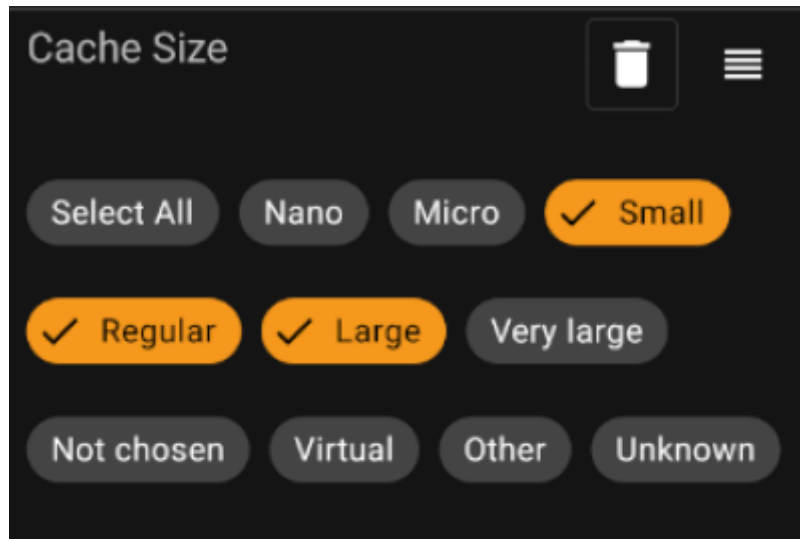 Cache Size
Select All Nano Micro Small
Regular Large Very large
Not chosen Virtual Other Unknown